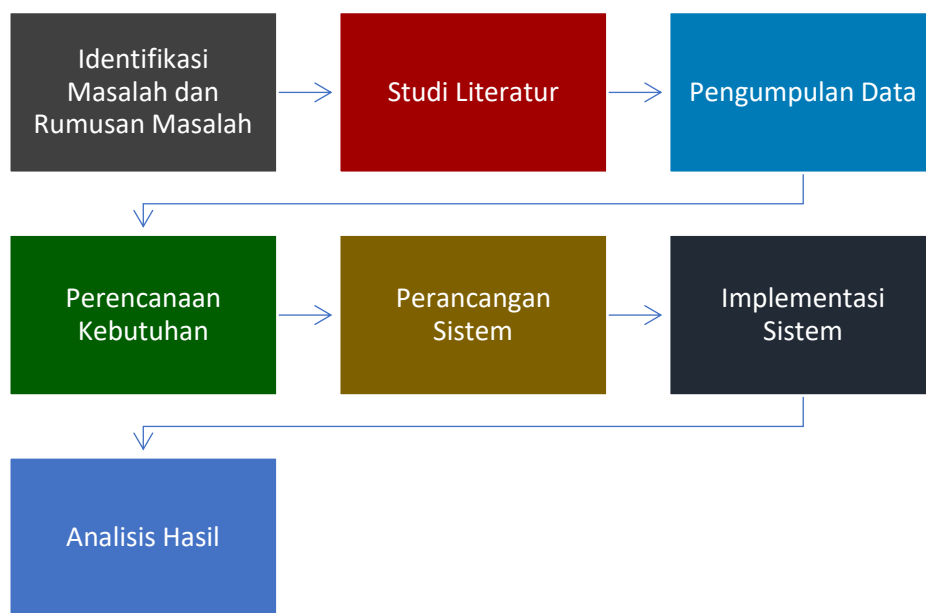 Identifikasi
Masalah dan
Rumusan Masalah
Studi Literatur
Pengumpulan Data
Perencanaan
Kebutuhan
Perancangan
Sistem
Implementasi
Sistem
Analisis Hasil